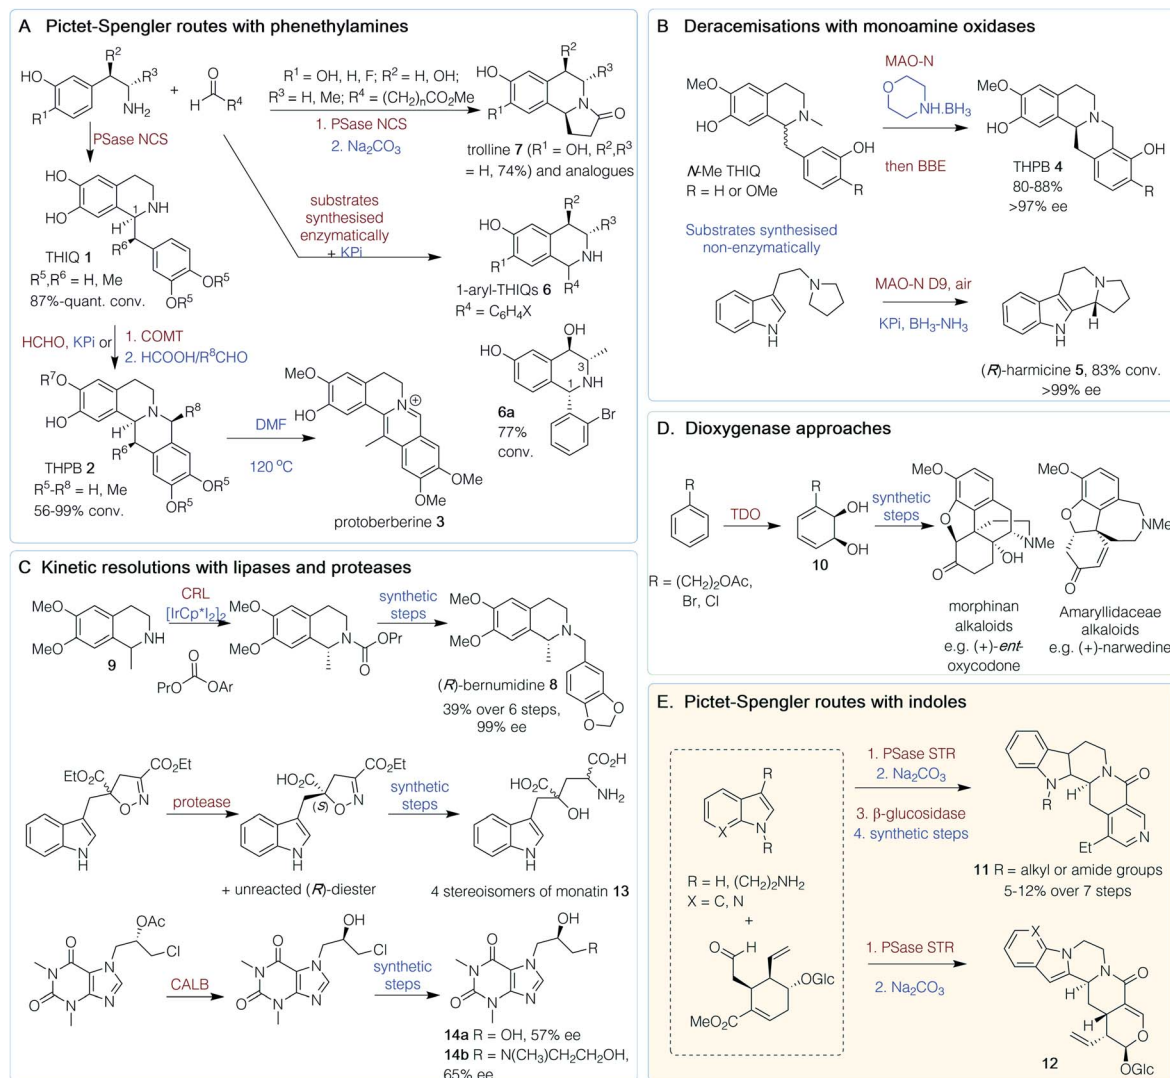 A Pictet-Spengler routes with phenethylamines
R²
HO
R³
R¹
NH₂
+
O
H
R⁴
R¹ = OH, H, F; R² = H, OH;
R³ = H, Me; R⁴ = (CH₂)ₙCO₂Me
1. PSase NCS
2. Na₂CO₃
R²
HO
R³
R¹
N
O
trolline 7 (R¹ = OH, R²,R³
= H, 74%) and analogues
PSase NCS
HO
HO
NH
1
H
R⁶
OR⁵
OR⁵
THIQ 1
R⁵,R⁶ = H, Me
87%-quant. conv.
substrates
synthesised
enzymatically
+ KPi
R²
HO
R³
R¹
NH
R⁴
1-aryl-THIQs 6
R⁴ = C₆H₄X
HCHO, KPi or
1. COMT
2. HCOOH/R⁸CHO
R⁷O
HO
N
R⁸
H
R⁶
OR⁵
OR⁵
THPB 2
R⁵-R⁸ = H, Me
56-99% conv.
DMF
120 ºC
MeO
HO
N
⊕
OMe
OMe
protoberberine 3
OH
HO
3
NH
1
Br
6a
77%
conv.
B Deracemisations with monoamine oxidases
MeO
HO
N
OH
R
N-Me THIQ
R = H or OMe
MAO-N
O
NH.BH₃
then BBE
MeO
HO
N
H
OH
R
THPB 4
80-88%
>97% ee
Substrates synthesised
non-enzymatically
N
N
H
MAO-N D9, air
KPi, BH₃-NH₃
N
N
H
H
(R)-harmicine 5, 83% conv.
>99% ee
C Kinetic resolutions with lipases and proteases
MeO
MeO
NH
9
CRL
[IrCp*I₂]₂
O
PrO
OAr
MeO
MeO
N
OPr
O
synthetic
steps
MeO
MeO
N
O
O
(R)-bernumidine 8
39% over 6 steps,
99% ee
EtO₂C
CO₂Et
O
N
N
H
protease
HO₂C
CO₂Et
(S)
O
N
N
H
+ unreacted (R)-diester
synthetic
steps
CO₂H
HO₂C
NH₂
OH
N
H
4 stereoisomers of monatin 13
OAc
Cl
O
N
N
O
N
N
CALB
OH
Cl
O
N
N
O
N
N
synthetic
steps
OH
R
O
N
N
O
N
N
14a R = OH, 57% ee
14b R = N(CH₃)CH₂CH₂OH,
65% ee
D. Dioxygenase approaches
R
R = (CH₂)₂OAc,
Br, Cl
TDO
R
OH
OH
10
synthetic
steps
MeO
O
O
NMe
OH
morphinan
alkaloids
e.g. (+)-ent-
oxycodone
MeO
O
O
NMe
Amaryllidaceae
alkaloids
e.g. (+)-narwedine
E. Pictet-Spengler routes with indoles
R
X
N
R
R = H, (CH₂)₂NH₂
X = C, N
+
O
H
OGlc
MeO₂C
1. PSase STR
2. Na₂CO₃
3. β-glucosidase
4. synthetic steps
N
R
H
N
O
N
Et
11 R = alkyl or amide groups
5-12% over 7 steps
1. PSase STR
2. Na₂CO₃
X
N
N
O
H
H
O
H
OGlc
12